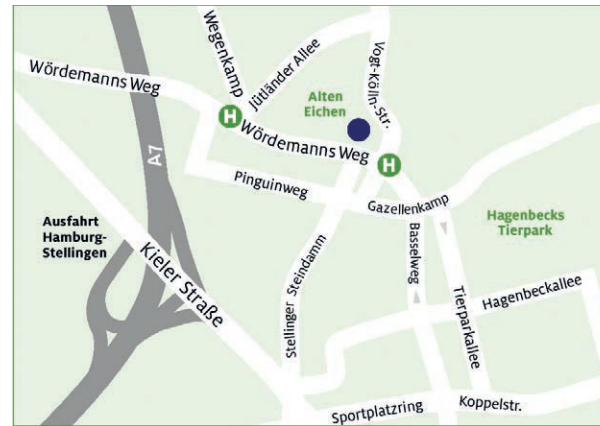 Wegenkamp
Jütländer Allee
Vogt-Kölln-Str.
Wördemanns Weg
Alten
Eichen
H
Wördemanns Weg
H
A7
Pinguinweg
Gazellenkamp
Hagenbecks
Tierpark
Ausfahrt
Hamburg-
Stellingen
Kieler Straße
Stellinger Steindamm
Basselweg
Tierparkallee
Hagenbeckallee
Sportplatzring
Koppelstr.